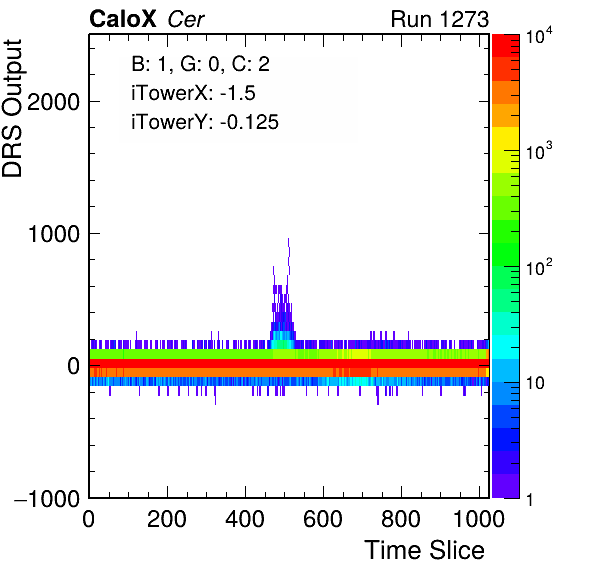 CaloX Cer Run 1273
B: 1, G: 0, C: 2
iTowerX: -1.5
iTowerY: -0.125
DRS Output
2000
1000
0
−1000
0 200 400 600 800 1000
Time Slice
10^4
10^3
10^2
10
1